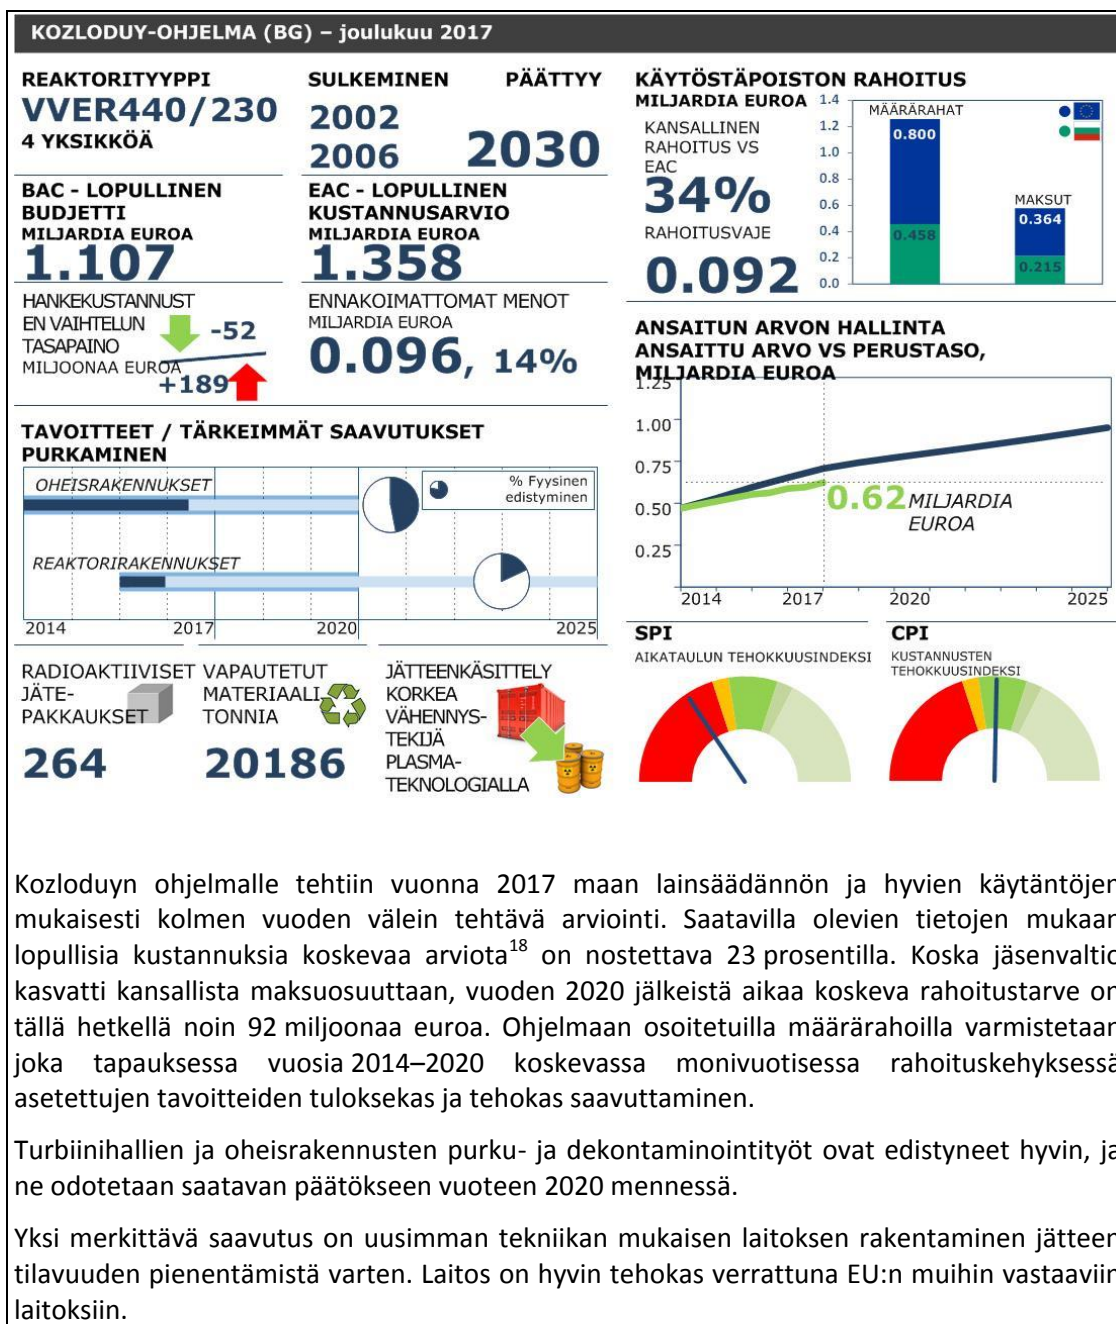 KOZLODUY-OHJELMA (BG) – joulukuu 2017
REAKTORITYYPPI
VVER440/230
4 YKSIKKÖÄ
SULKEMINEN PÄÄTTYY
2002
2006 2030
BAC - LOPULLINEN
BUDJETTI
MILJARDIA EUROA
1.107
EAC - LOPULLINEN
KUSTANNUSARVIO
MILJARDIA EUROA
1.358
HANKEKUSTANNUST
EN VAIHTELUN
TASAPAINO
MILJOONAA EUROA
-52
+189
ENNAKOIMATTOMAT MENOT
MILJARDIA EUROA
0.096, 14%
KÄYTÖSTÄPOISTON RAHOITUS
MILJARDIA EUROA
KANSALLINEN
RAHOITUS VS
EAC
34%
RAHOITUSVAJE
0.092
1.4
1.2
1.0
0.8
0.6
0.4
0.2
0.0
MÄÄRÄRAHAT
0.800
0.458
MAKSUT
0.364
0.215
ANSAITUN ARVON HALLINTA
ANSAITTU ARVO VS PERUSTASO,
MILJARDIA EUROA
1.25
1.00
0.75
0.50
0.25
0.62 MILJARDIA
EUROA
2014 2017 2020 2025
TAVOITTEET / TÄRKEIMMÄT SAAVUTUKSET
PURKAMINEN
OHEISRAKENNUKSET
% Fyysinen
edistyminen
REAKTORIRAKENNUKSET
2014 2017 2020 2025
RADIOAKTIIVISET
JÄTE-
PAKKAUKSET
264
VAPAUTETUT
MATERIAALI
TONNIA
20186
JÄTTEENKÄSITTELY
KORKEA
VÄHENNYS-
TEKIJÄ
PLASMA-
TEKNOLOGIALLA
SPI
AIKATAULUN TEHOKKUUSINDEKSI
CPI
KUSTANNUSTEN
TEHOKKUUSINDEKSI
Kozloduyn ohjelmalle tehtiin vuonna 2017 maan lainsäädännön ja hyvien käytäntöjen
mukaisesti kolmen vuoden välein tehtävä arviointi. Saatavilla olevien tietojen mukaan
lopullisia kustannuksia koskevaa arviota18 on nostettava 23 prosentilla. Koska jäsenvaltio
kasvatti kansallista maksuosuuttaan, vuoden 2020 jälkeistä aikaa koskeva rahoitustarve on
tällä hetkellä noin 92 miljoonaa euroa. Ohjelmaan osoitetuilla määrärahoilla varmistetaan
joka tapauksessa vuosia 2014–2020 koskevassa monivuotisessa rahoituskehyksessä
asetettujen tavoitteiden tuloksekas ja tehokas saavuttaminen.
Turbiinihallien ja oheisrakennusten purku- ja dekontaminointityöt ovat edistyneet hyvin, ja
ne odotetaan saatavan päätökseen vuoteen 2020 mennessä.
Yksi merkittävä saavutus on uusimman tekniikan mukaisen laitoksen rakentaminen jätteen
tilavuuden pienentämistä varten. Laitos on hyvin tehokas verrattuna EU:n muihin vastaaviin
laitoksiin.